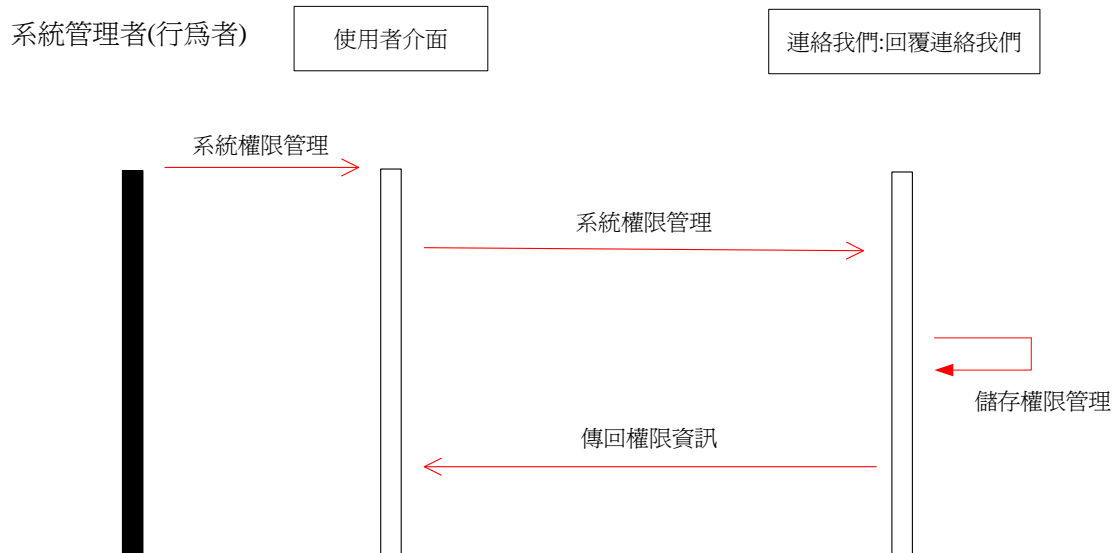 系統管理者(行爲者)
使用者介面
連絡我們:回覆連絡我們
系統權限管理
系統權限管理
儲存權限管理
傳回權限資訊